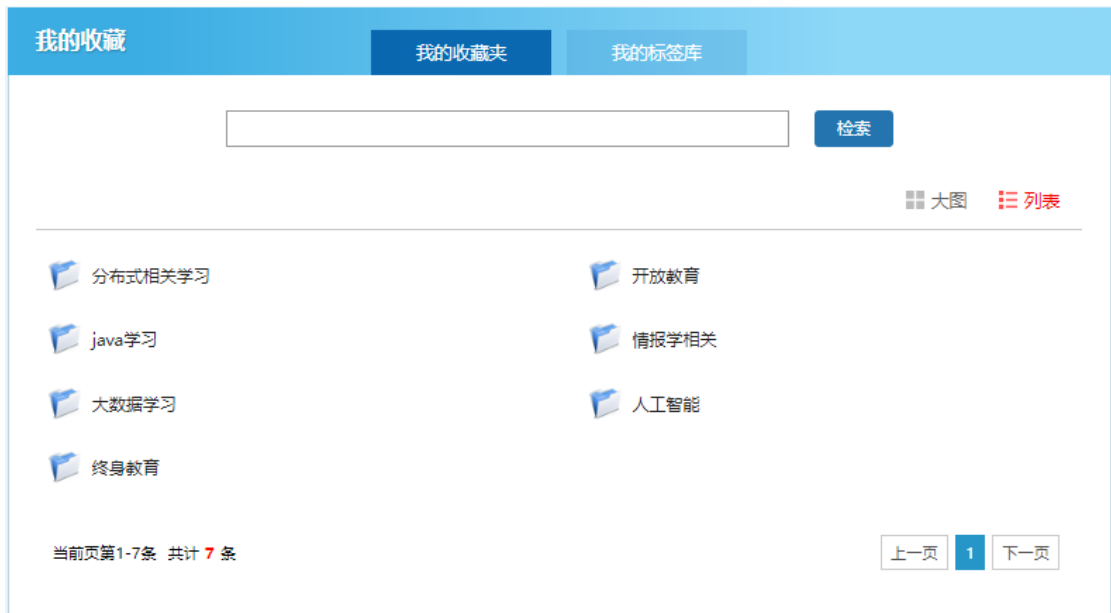 我的收藏
我的收藏夹 我的标签库
检索
大图 列表
分布式相关学习 开放教育
java学习 情报学相关
大数据学习 人工智能
终身教育
当前页第1-7条 共计 7 条 上一页 1 下一页